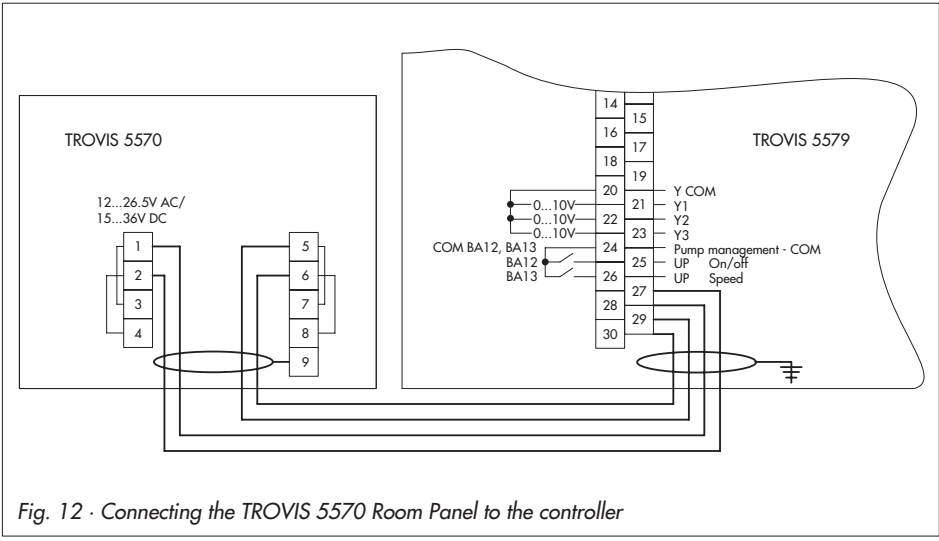 TROVIS 5570
12...26.5V AC/
15...36V DC
1
2
3
4
5
6
7
8
9
TROVIS 5579
14
15
16
17
18
19
20
21
22
23
24
25
26
27
28
29
30
0...10V
0...10V
0...10V
COM BA12, BA13
BA12
BA13
Y COM
Y1
Y2
Y3
Pump management - COM
UP On/off
UP Speed
Fig. 12 · Connecting the TROVIS 5570 Room Panel to the controller